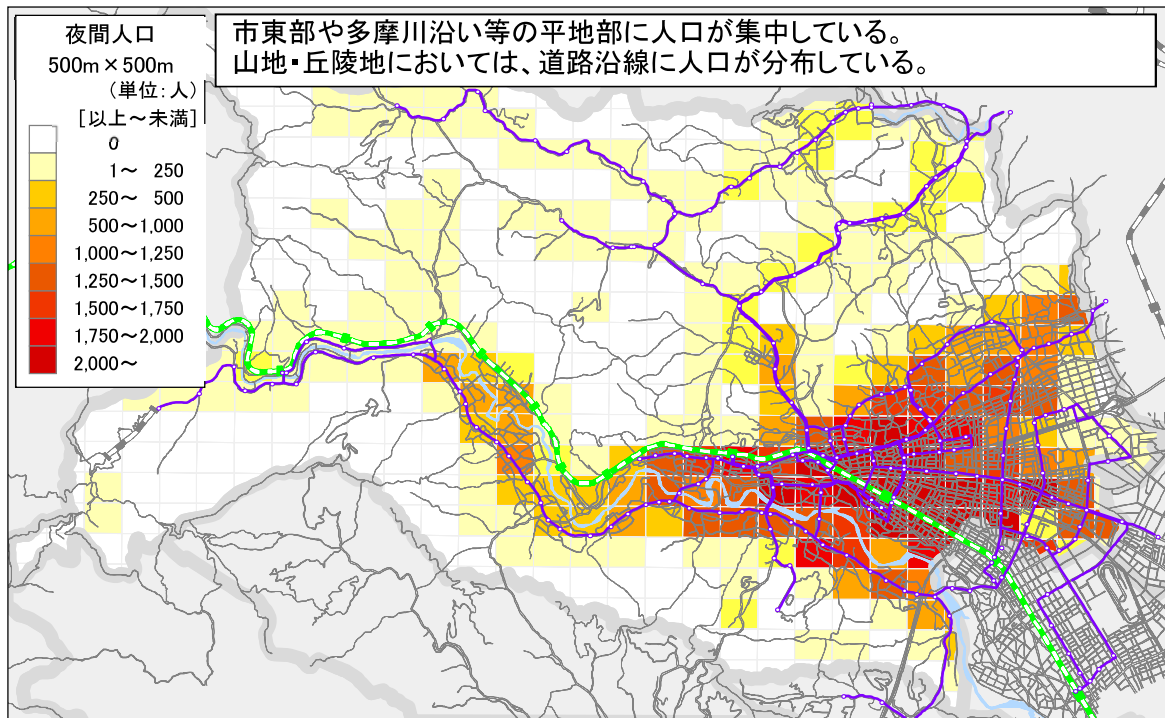 市東部や多摩川沿い等の平地部に人口が集中している。
山地・丘陵地においては、道路沿線に人口が分布している。
夜間人口
500m×500m
(単位:人)
[以上～未満]
0
1～ 250
250～ 500
500～1,000
1,000～1,250
1,250～1,500
1,500～1,750
1,750～2,000
2,000～